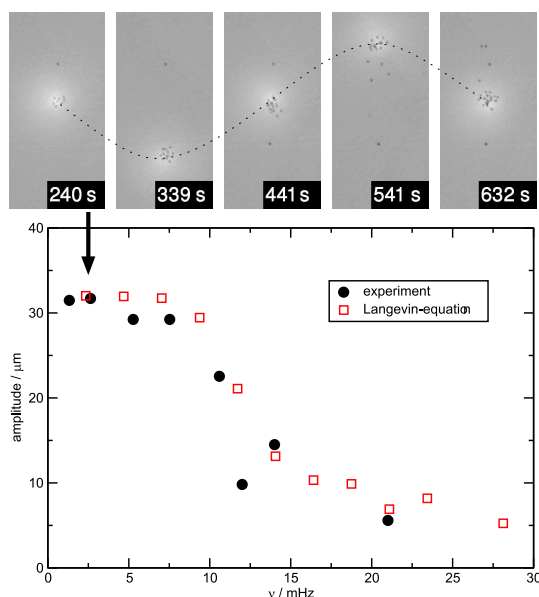 240 s 339 s 441 s 541 s 632 s
40
30
20
10
0
amplitude / μm
experiment
Langevin-equation
0 5 10 15 20 25 30
ν / mHz